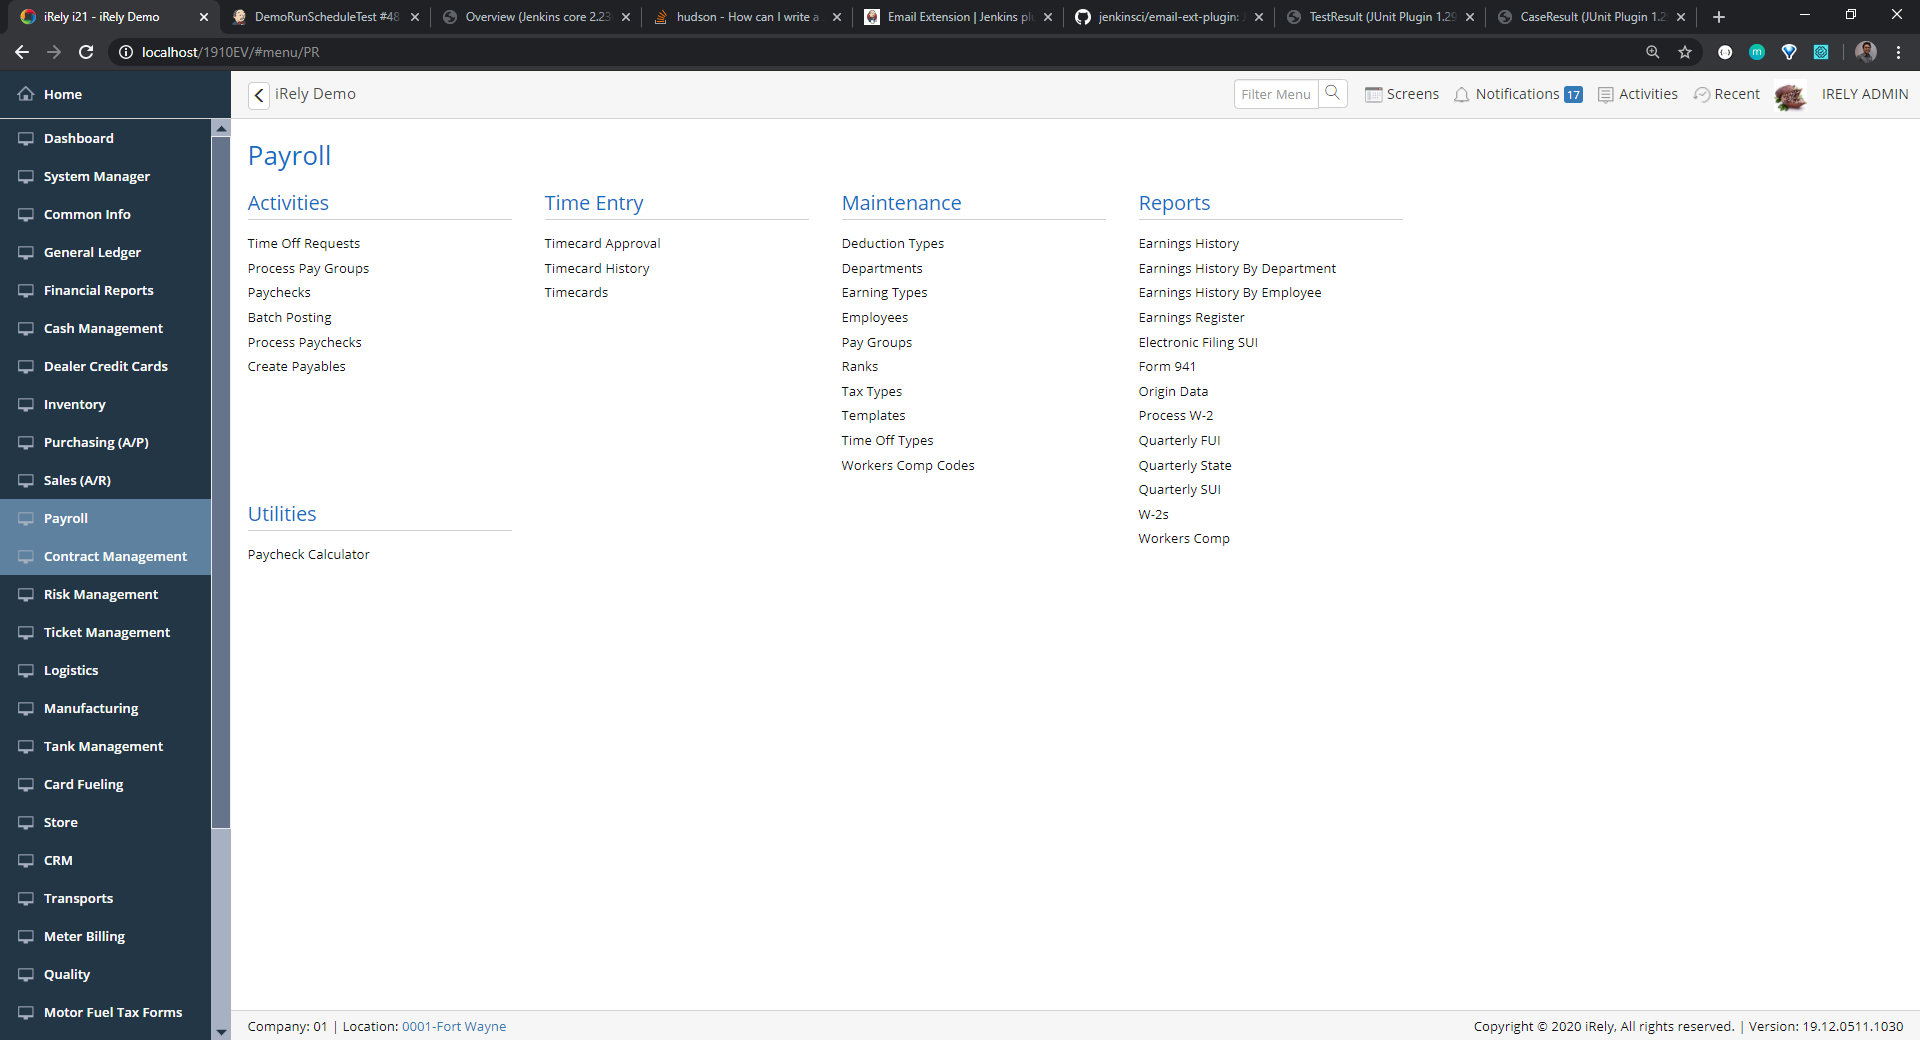 iRely i21 - iRely Demo
DemoRunScheduleTest #48
Overview (Jenkins core 2.23
hudson - How can I write a
Email Extension | Jenkins pl
jenkinsci/email-ext-plugin:
TestResult (JUnit Plugin 1.29
CaseResult (JUnit Plugin 1.2
localhost/1910EV/#menu/PR
Home
iRely Demo
Filter Menu
Screens
Notifications 17
Activities
Recent
IRELY ADMIN
Dashboard
System Manager
Common Info
General Ledger
Financial Reports
Cash Management
Dealer Credit Cards
Inventory
Purchasing (A/P)
Sales (A/R)
Payroll
Contract Management
Risk Management
Ticket Management
Logistics
Manufacturing
Tank Management
Card Fueling
Store
CRM
Transports
Meter Billing
Quality
Motor Fuel Tax Forms
Payroll
Activities
Time Off Requests
Process Pay Groups
Paychecks
Batch Posting
Process Paychecks
Create Payables
Time Entry
Timecard Approval
Timecard History
Timecards
Maintenance
Deduction Types
Departments
Earning Types
Employees
Pay Groups
Ranks
Tax Types
Templates
Time Off Types
Workers Comp Codes
Reports
Earnings History
Earnings History By Department
Earnings History By Employee
Earnings Register
Electronic Filing SUI
Form 941
Origin Data
Process W-2
Quarterly FUI
Quarterly State
Quarterly SUI
W-2s
Workers Comp
Utilities
Paycheck Calculator
Company: 01 | Location: 0001-Fort Wayne
Copyright © 2020 iRely, All rights reserved. | Version: 19.12.0511.1030